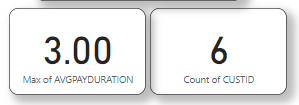 3.00
Max of AVGPAYDURATION
6
Count of CUSTID